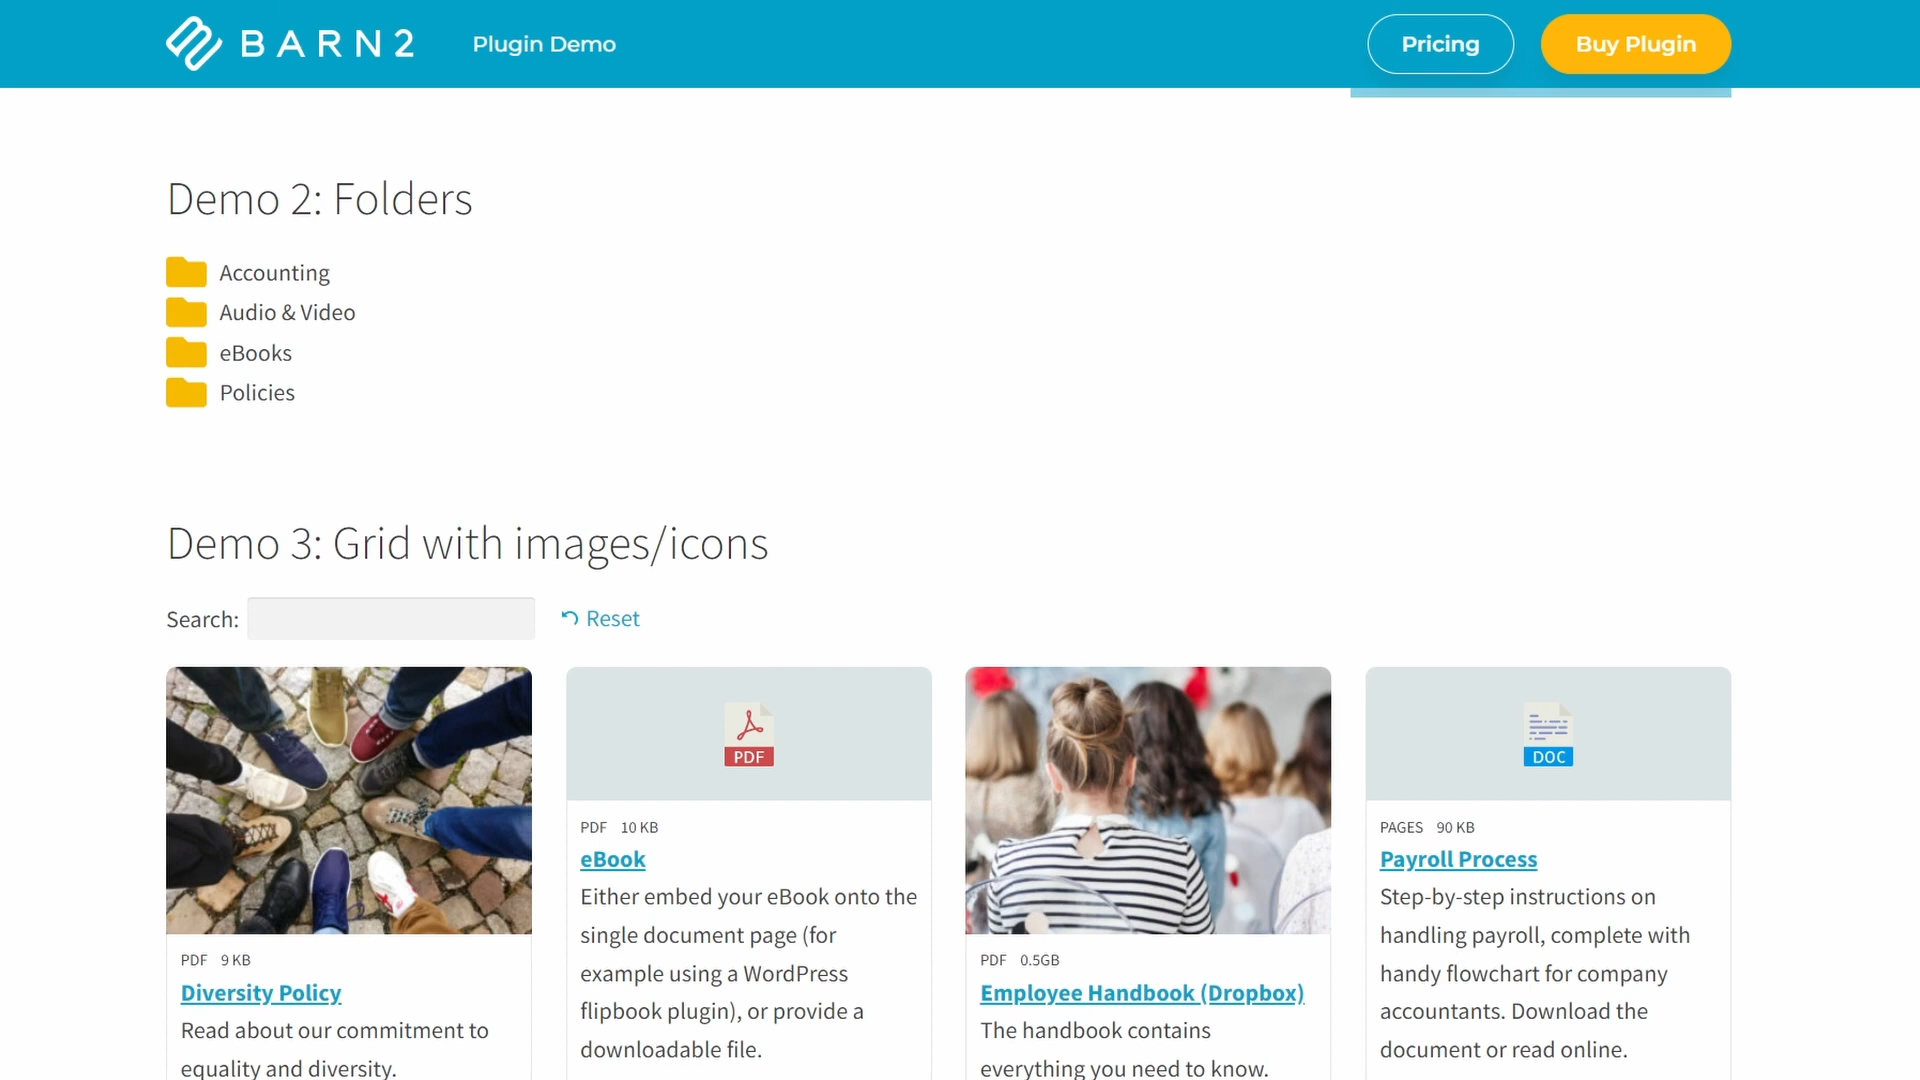 BARN2 Plugin Demo Pricing Buy Plugin
Demo 2: Folders
Accounting
Audio & Video
eBooks
Policies
Demo 3: Grid with images/icons
Search: Reset
PDF 9 KB
Diversity Policy
Read about our commitment to
equality and diversity.
PDF
PDF 10 KB
eBook
Either embed your eBook onto the
single document page (for
example using a WordPress
flipbook plugin), or provide a
downloadable file.
PDF 0.5GB
Employee Handbook (Dropbox)
The handbook contains
everything you need to know.
DOC
PAGES 90 KB
Payroll Process
Step-by-step instructions on
handling payroll, complete with
handy flowchart for company
accountants. Download the
document or read online.